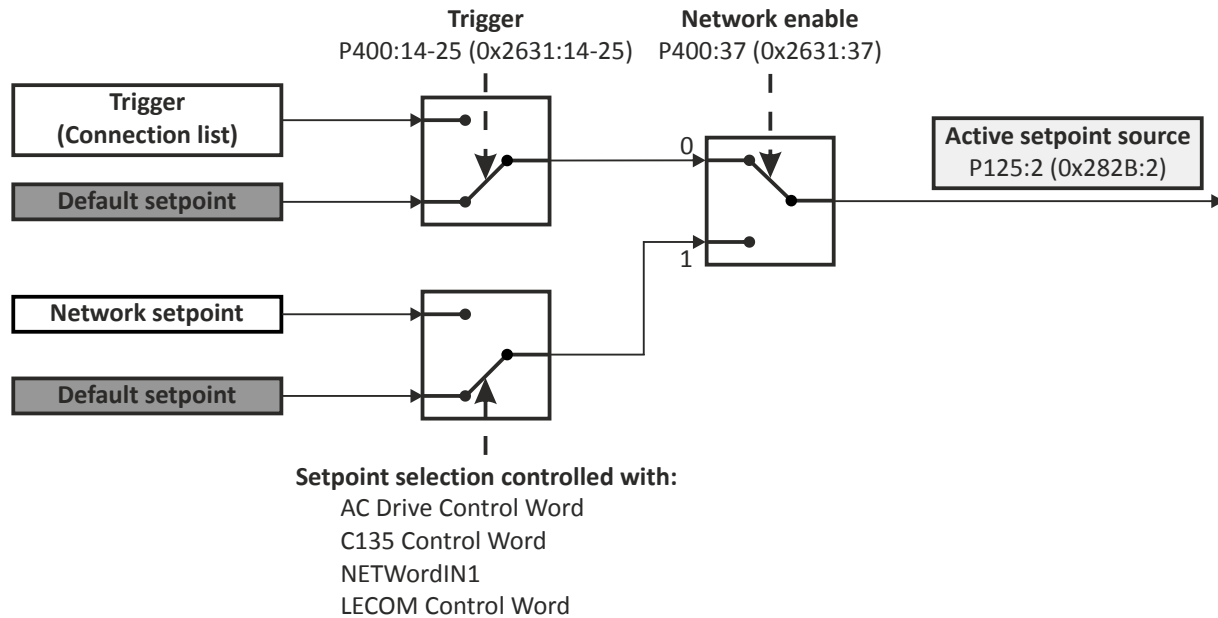 Trigger
P400:14-25 (0x2631:14-25)
Network enable
P400:37 (0x2631:37)
Trigger
(Connection list)
Default setpoint
0
1
Active setpoint source
P125:2 (0x282B:2)
Network setpoint
Default setpoint
Setpoint selection controlled with:
AC Drive Control Word
C135 Control Word
NETWordIN1
LECOM Control Word